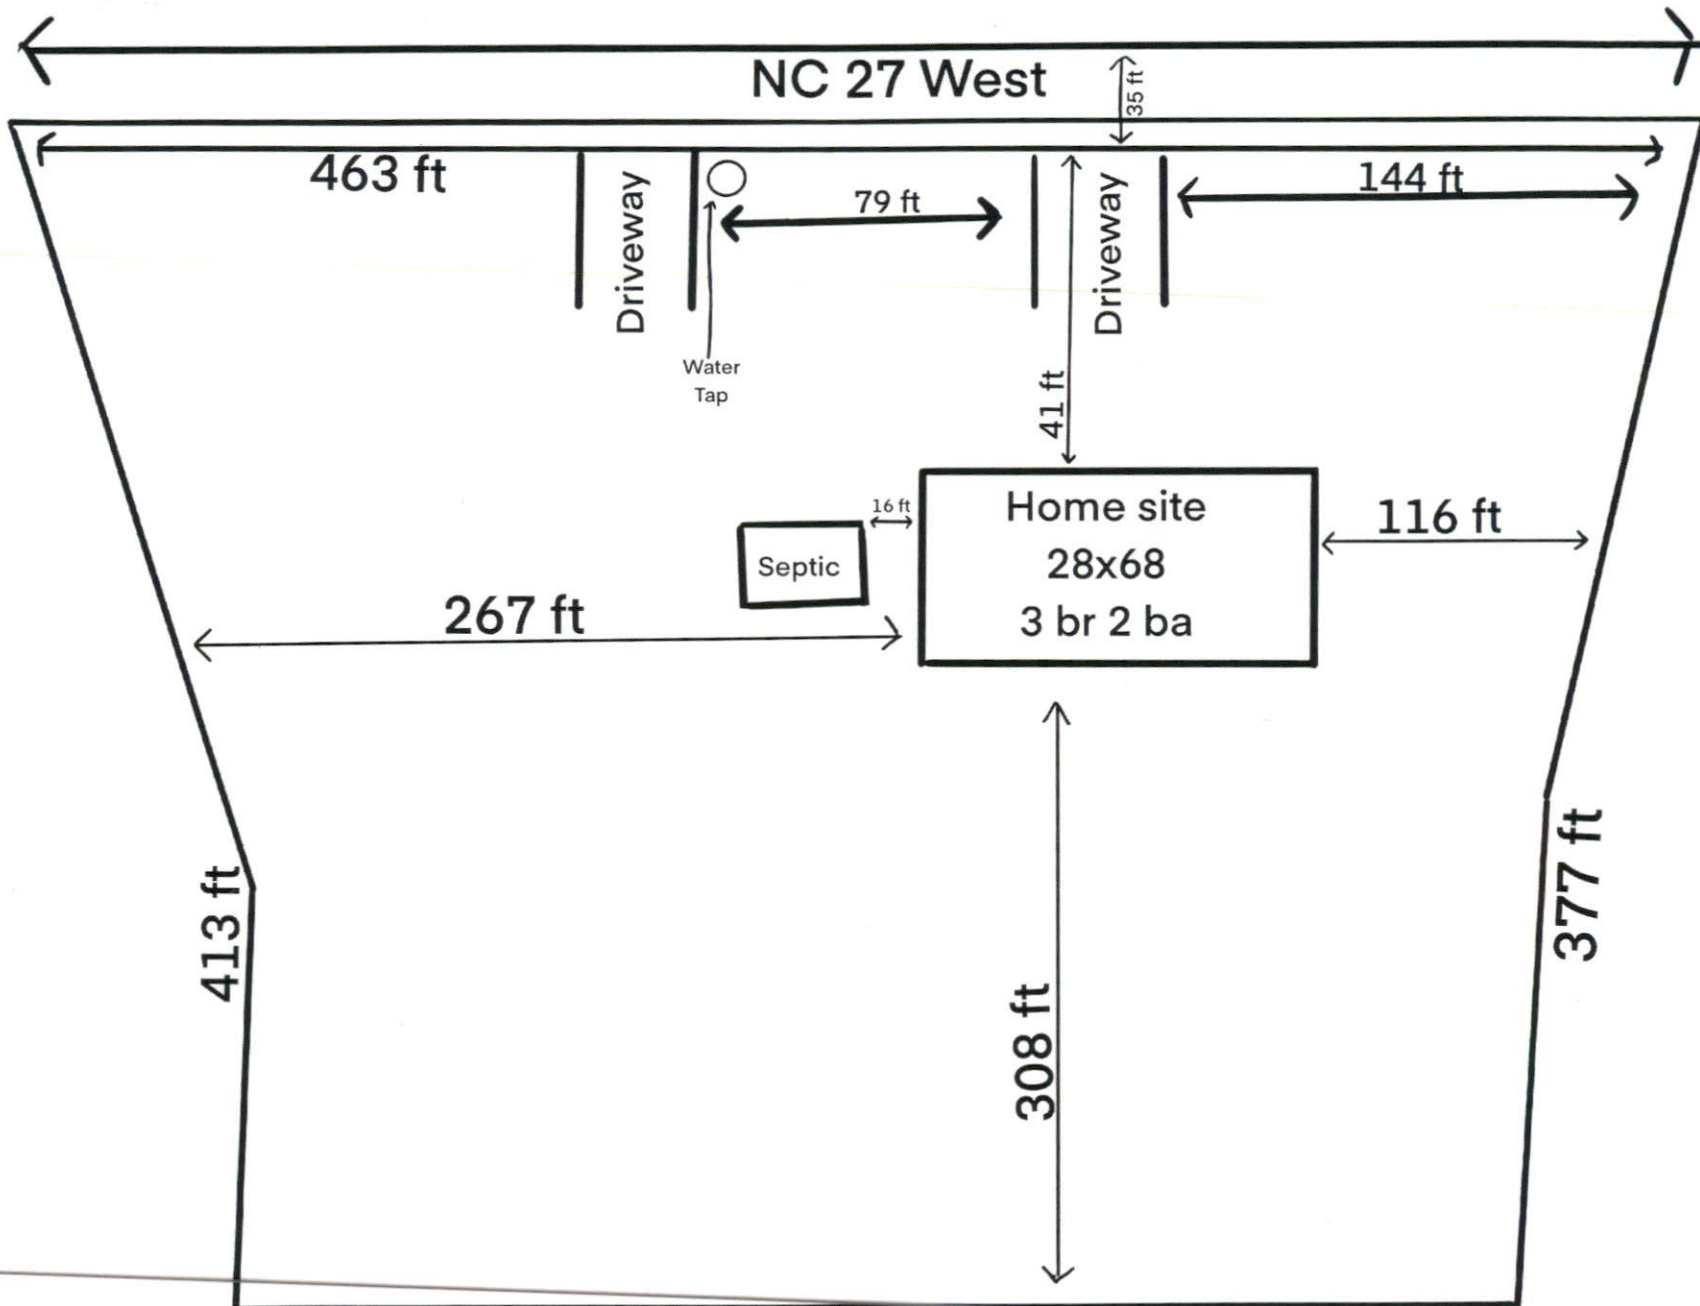 NC 27 West
35 ft
463 ft
79 ft
144 ft
Driveway
Driveway
Water
Tap
41 ft
16 ft
Home site
28x68
3 br 2 ba
116 ft
Septic
267 ft
413 ft
377 ft
308 ft